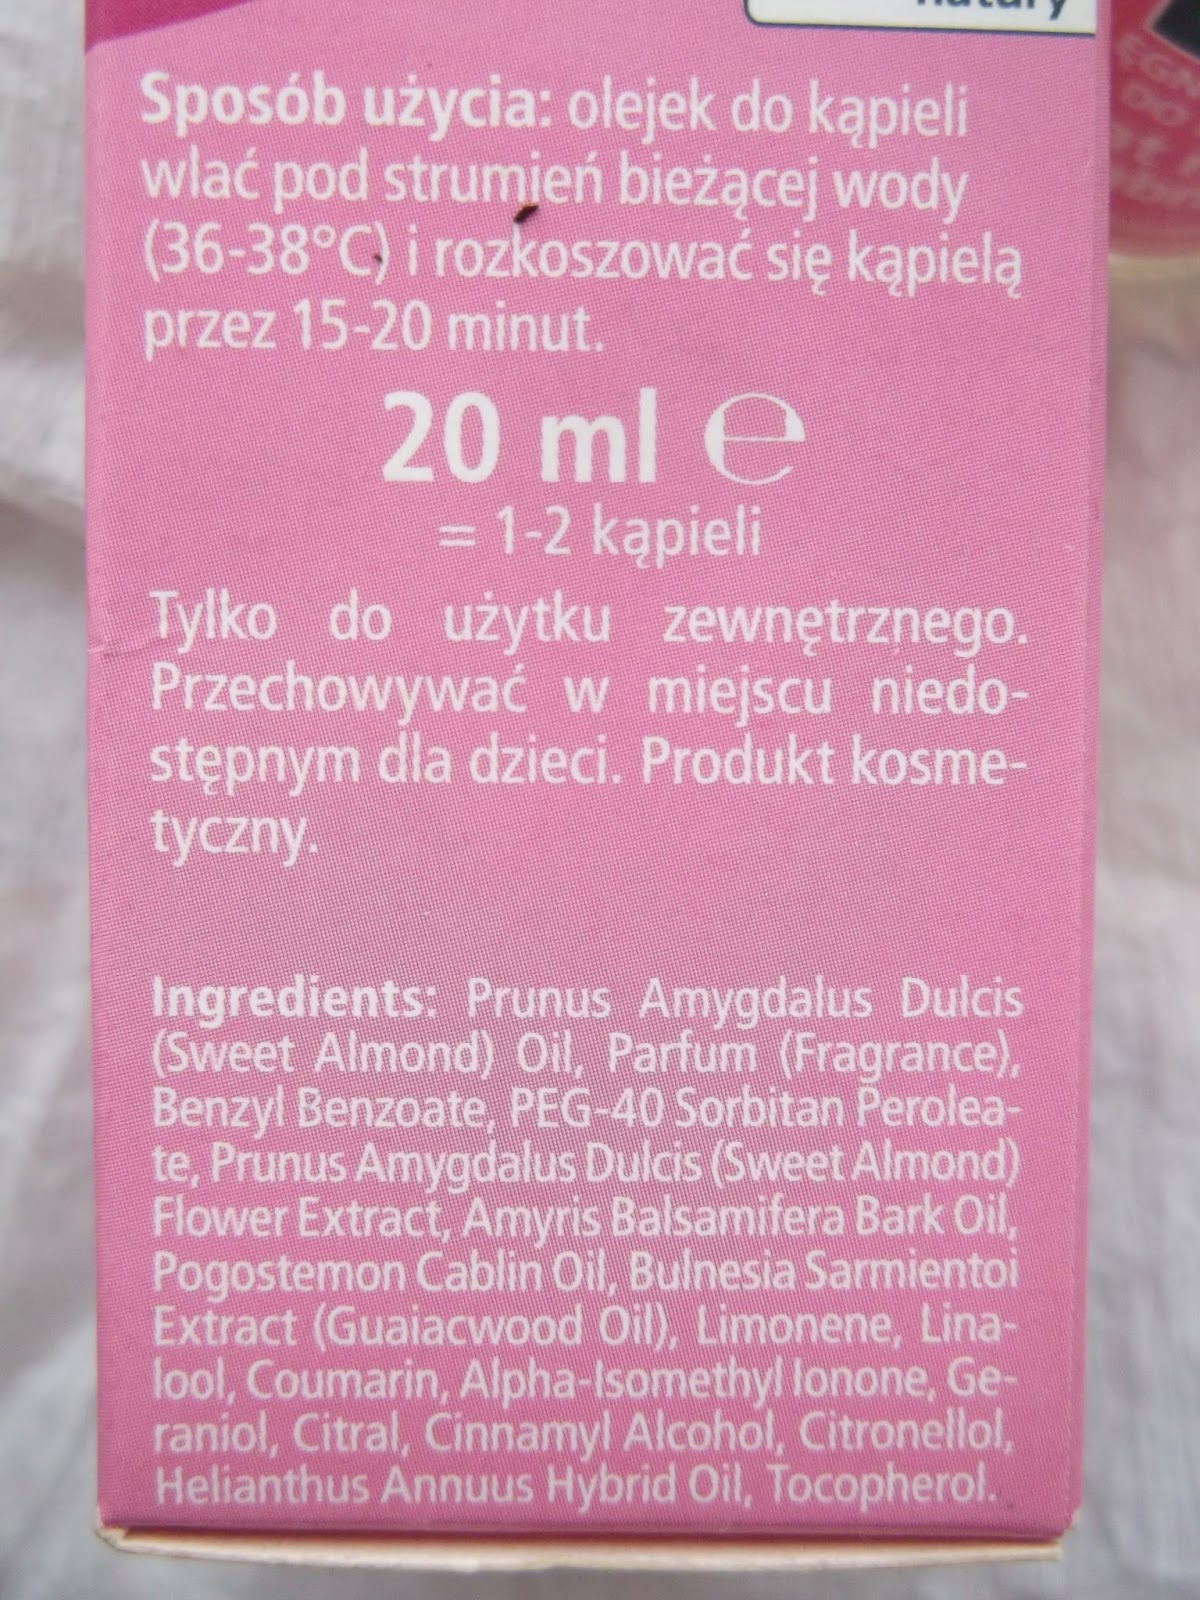 natury
Sposób użycia: olejek do kąpieli
wlać pod strumień bieżącej wody
(36-38°C) i rozkoszować się kąpielą
przez 15-20 minut.
20 ml ℮
= 1-2 kąpieli
Tylko do użytku zewnętrznego.
Przechowywać w miejscu niedo-
stępnym dla dzieci. Produkt kosme-
tyczny.
Ingredients: Prunus Amygdalus Dulcis
(Sweet Almond) Oil, Parfum (Fragrance),
Benzyl Benzoate, PEG-40 Sorbitan Perolea-
te, Prunus Amygdalus Dulcis (Sweet Almond)
Flower Extract, Amyris Balsamifera Bark Oil,
Pogostemon Cablin Oil, Bulnesia Sarmientoi
Extract (Guaiacwood Oil), Limonene, Lina-
lool, Coumarin, Alpha-Isomethyl Ionone, Ge-
raniol, Citral, Cinnamyl Alcohol, Citronellol,
Helianthus Annuus Hybrid Oil, Tocopherol.
DO